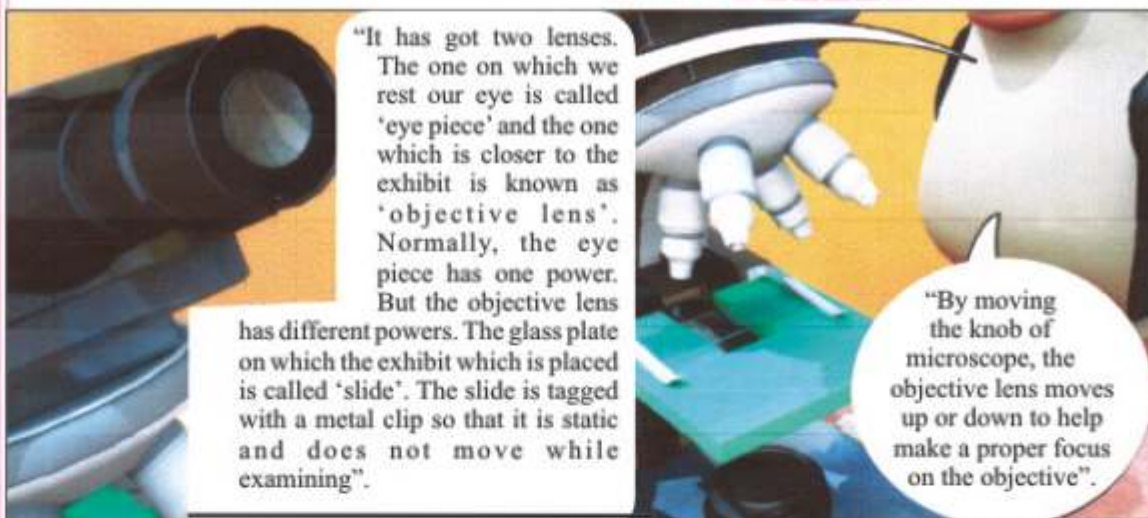 “It has got two lenses.
The one on which we
rest our eye is called
‘eye piece’ and the one
which is closer to the
exhibit is known as
‘objective lens’.
Normally, the eye
piece has one power.
But the objective lens
has different powers. The glass plate
on which the exhibit which is placed
is called ‘slide’. The slide is tagged
with a metal clip so that it is static
and does not move while
examining”.
“By moving
the knob of
microscope, the
objective lens moves
up or down to help
make a proper focus
on the objective”.